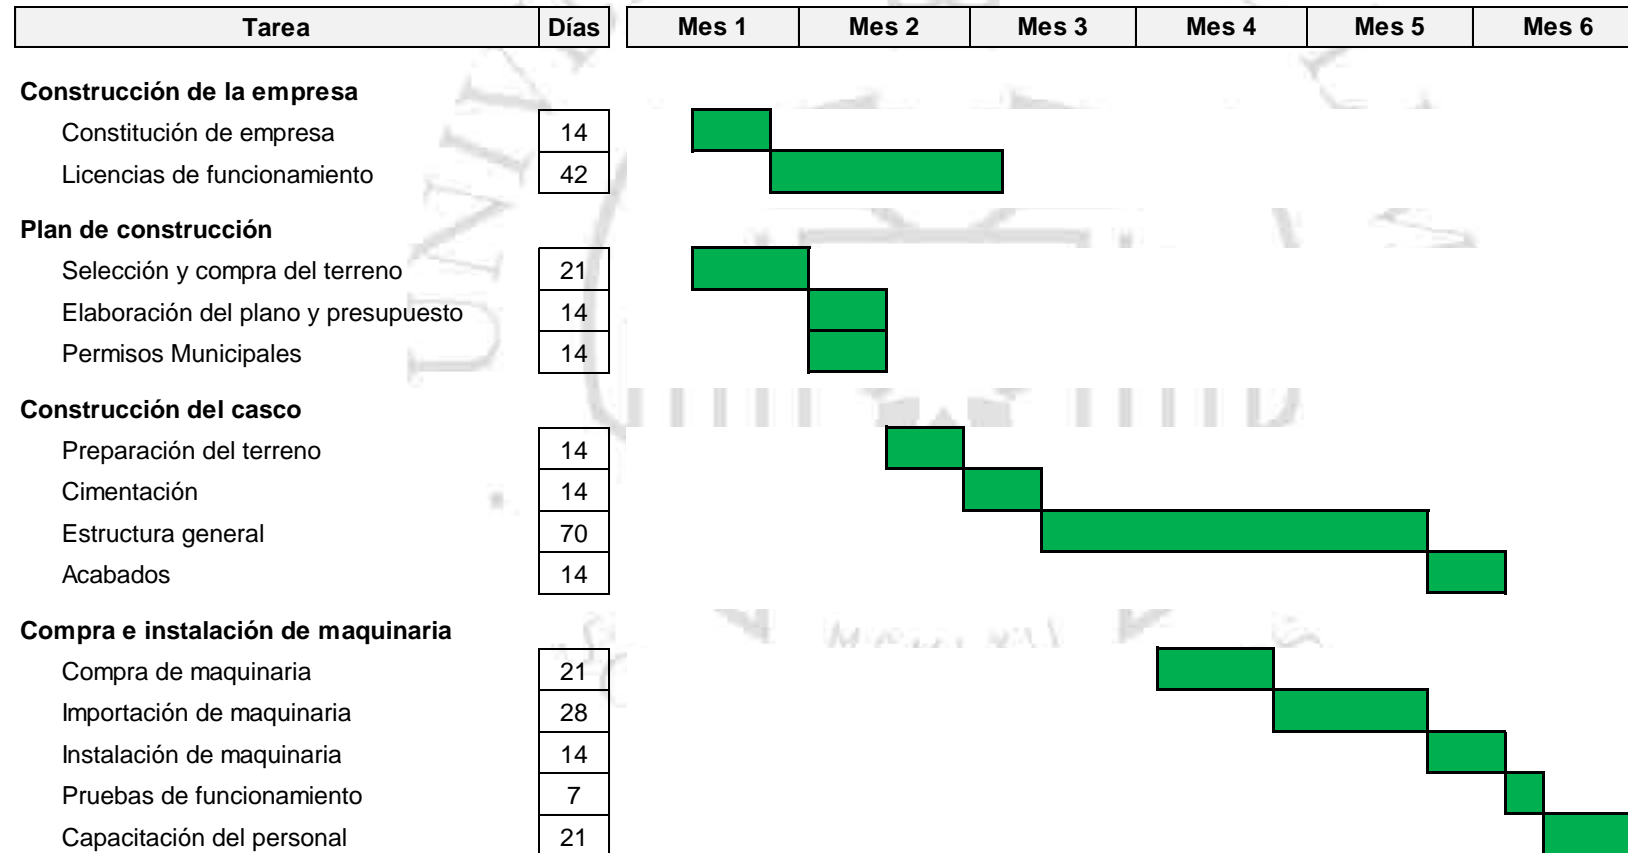 Tarea Días Mes 1 Mes 2 Mes 3 Mes 4 Mes 5 Mes 6
Construcción de la empresa
Constitución de empresa 14
Licencias de funcionamiento 42
Plan de construcción
Selección y compra del terreno 21
Elaboración del plano y presupuesto 14
Permisos Municipales 14
Construcción del casco
Preparación del terreno 14
Cimentación 14
Estructura general 70
Acabados 14
Compra e instalación de maquinaria
Compra de maquinaria 21
Importación de maquinaria 28
Instalación de maquinaria 14
Pruebas de funcionamiento 7
Capacitación del personal 21